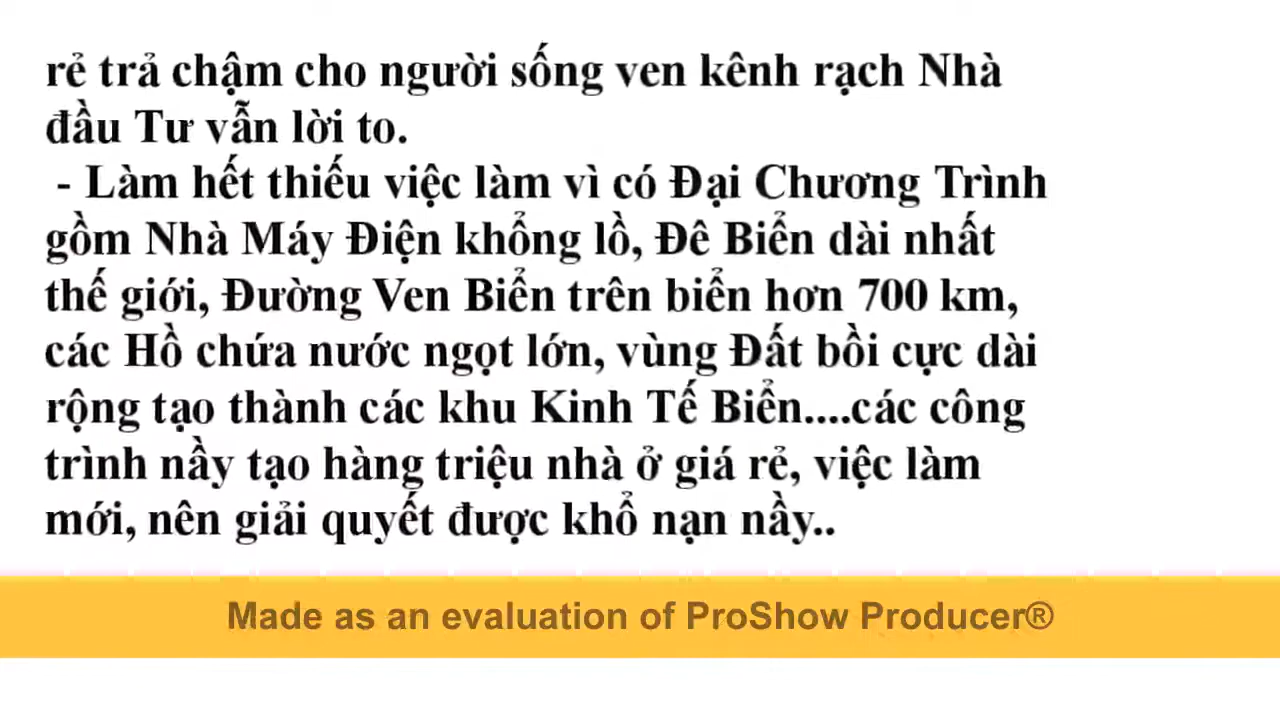 rẻ trả chậm cho người sống ven kênh rạch Nhà
đầu Tư vẫn lời to.
- Làm hết thiếu việc làm vì có Đại Chương Trình
gồm Nhà Máy Điện khổng lồ, Đê Biển dài nhất
thế giới, Đường Ven Biển trên biển hơn 700 km,
các Hồ chứa nước ngọt lớn, vùng Đất bồi cực dài
rộng tạo thành các khu Kinh Tế Biển....các công
trình nầy tạo hàng triệu nhà ở giá rẻ, việc làm
mới, nên giải quyết được khổ nạn nầy..
Made as an evaluation of ProShow Producer®